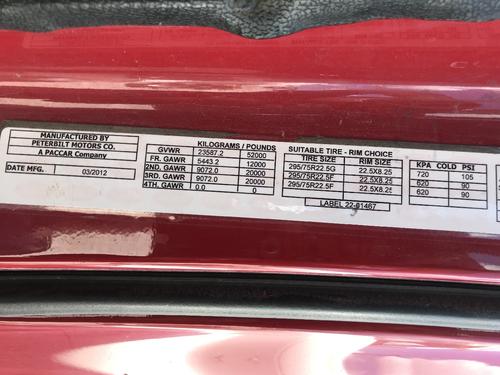 MANUFACTURED BY
PETERBILT MOTORS CO.
A PACCAR Company
DATE MFG. 03/2012
KILOGRAMS / POUNDS
GVWR 23587.2 52000
FR. GAWR 5443.2 12000
2ND. GAWR 9072.0 20000
3RD. GAWR 9072.0 20000
4TH. GAWR 0.0 0
SUITABLE TIRE - RIM CHOICE
TIRE SIZE RIM SIZE
295/75R22.5G 22.5X8.25
295/75R22.5F 22.5X8.25
295/75R22.5F 22.5X8.25
LABEL 22-01467
KPA COLD PSI
720 105
620 90
620 90